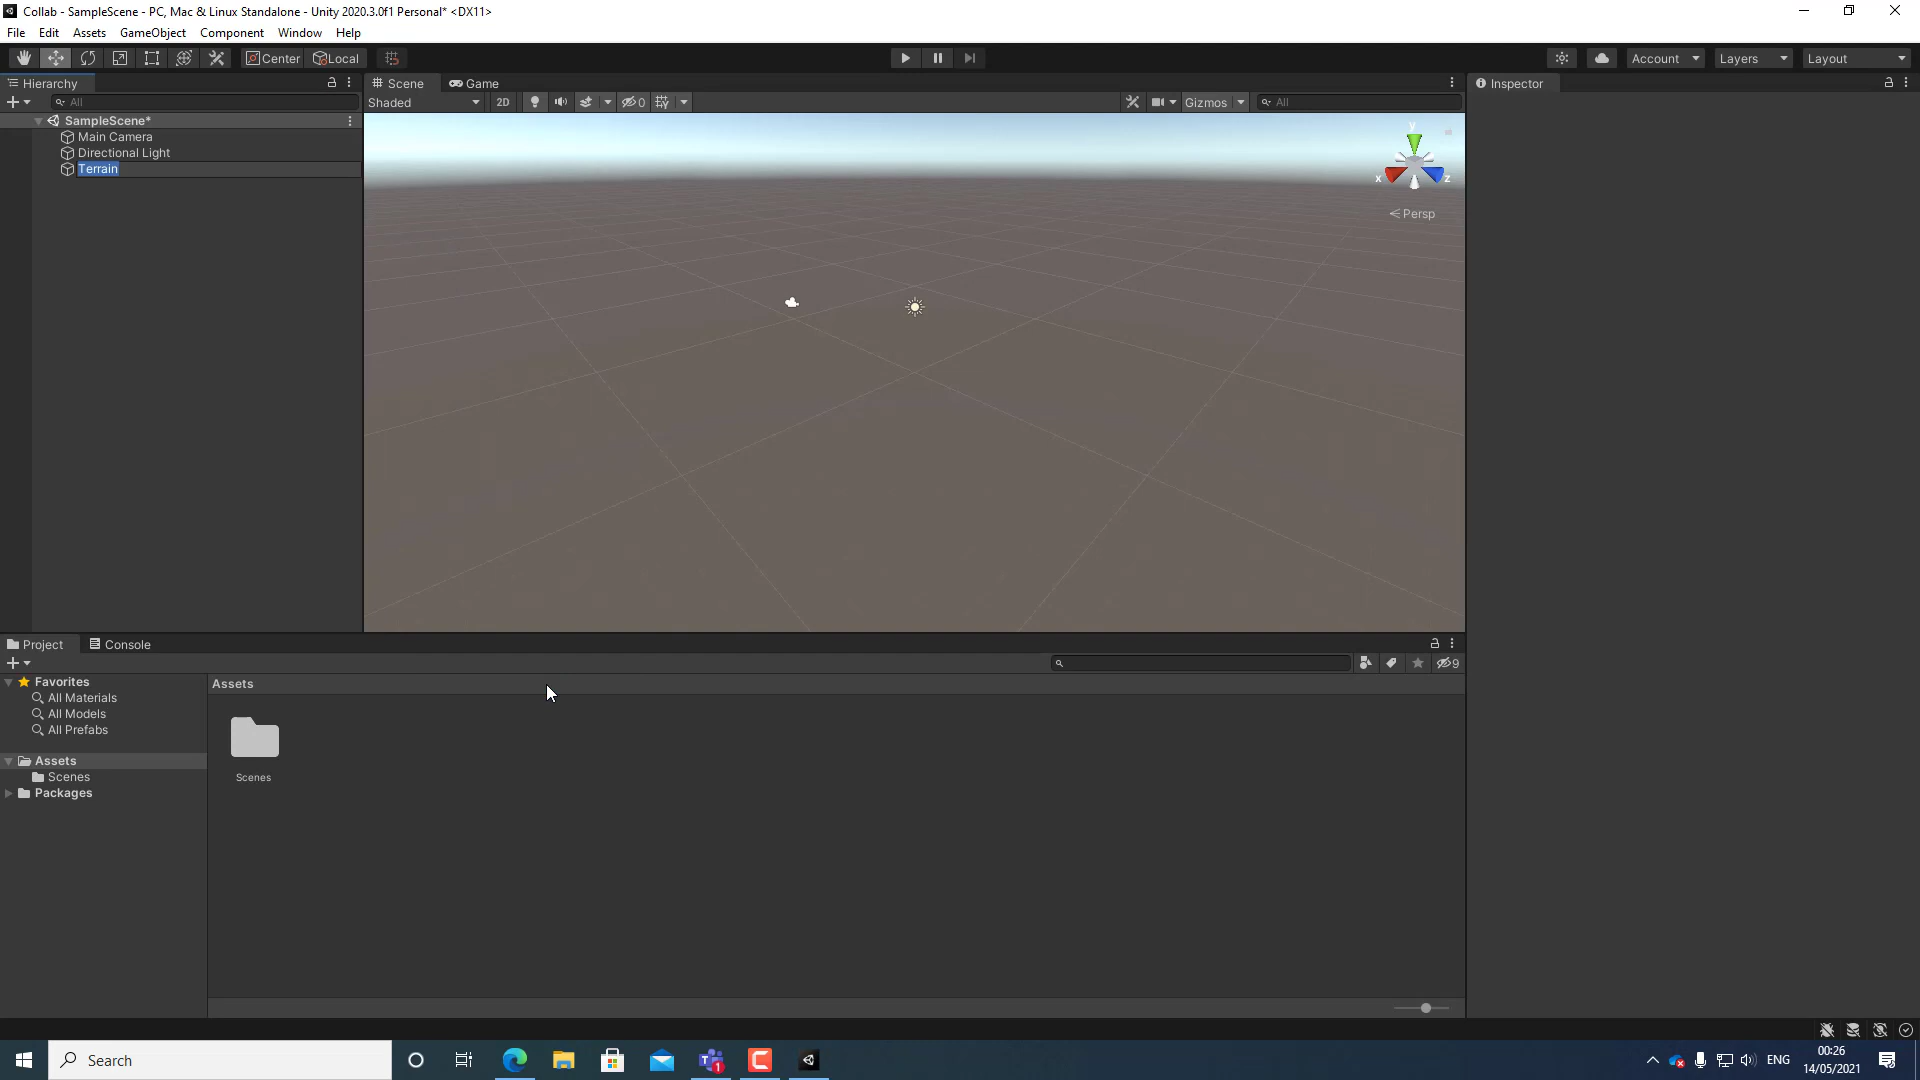 Collab - SampleScene - PC, Mac & Linux Standalone - Unity 2020.3.0f1 Personal* <DX11>
File Edit Assets GameObject Component Window Help
Center Local Account Layers Layout
Hierarchy Scene Game Inspector
All Shaded 2D 0 Gizmos All
SampleScene*
Main Camera
Directional Light
Terrain
y
x z
Persp
Project Console
9
Favorites Assets
All Materials
All Models
All Prefabs
Assets
Scenes Scenes
Packages
Search ENG 00:26
14/05/2021
T 1